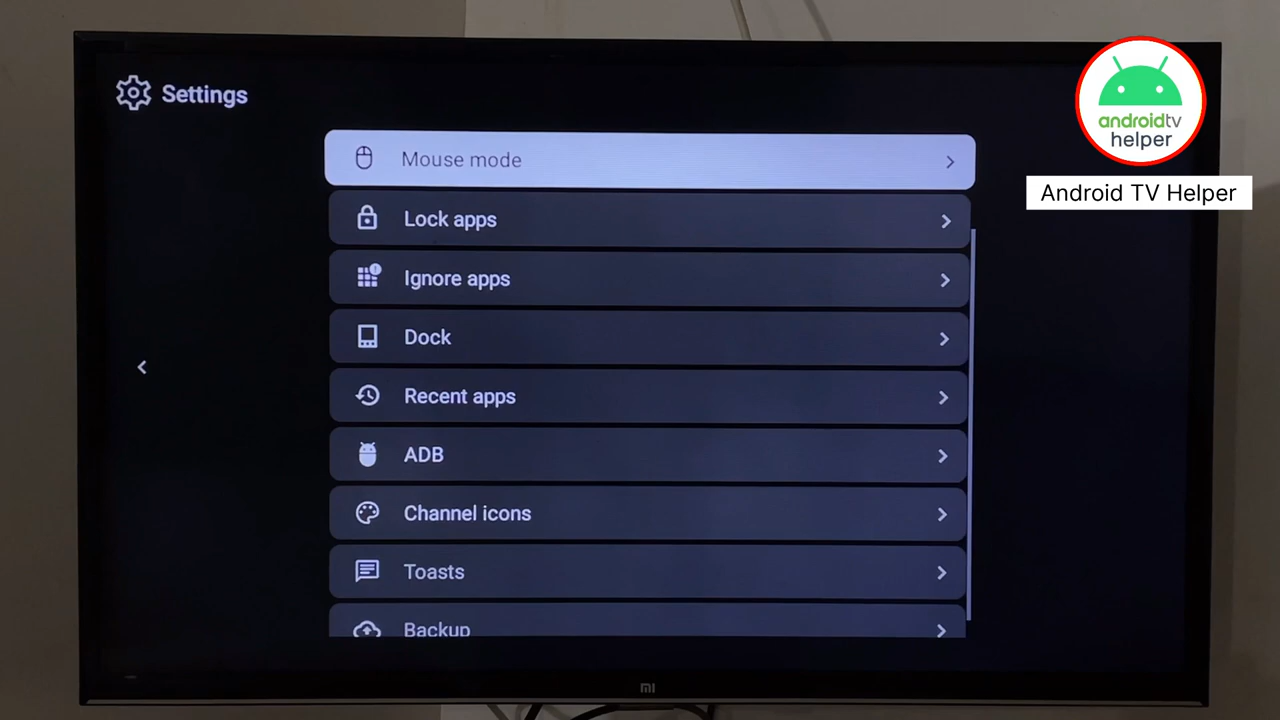 Settings
Mouse mode
Lock apps
Ignore apps
Dock
Recent apps
ADB
Channel icons
Toasts
Backup
mi
androidtv
helper
Android TV Helper